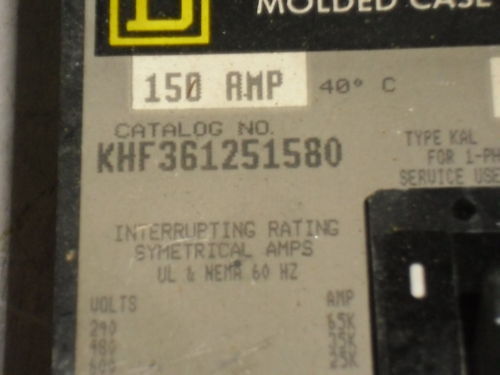 D
MOLDED CASE
150 AMP 40° C
CATALOG NO.
KHF361251580
TYPE KAL
FOR 1-PH
SERVICE USE
INTERRUPTING RATING
SYMETRICAL AMPS
UL & NEMA 60 HZ
VOLTS AMP
240 65K
480 35K
600 25K